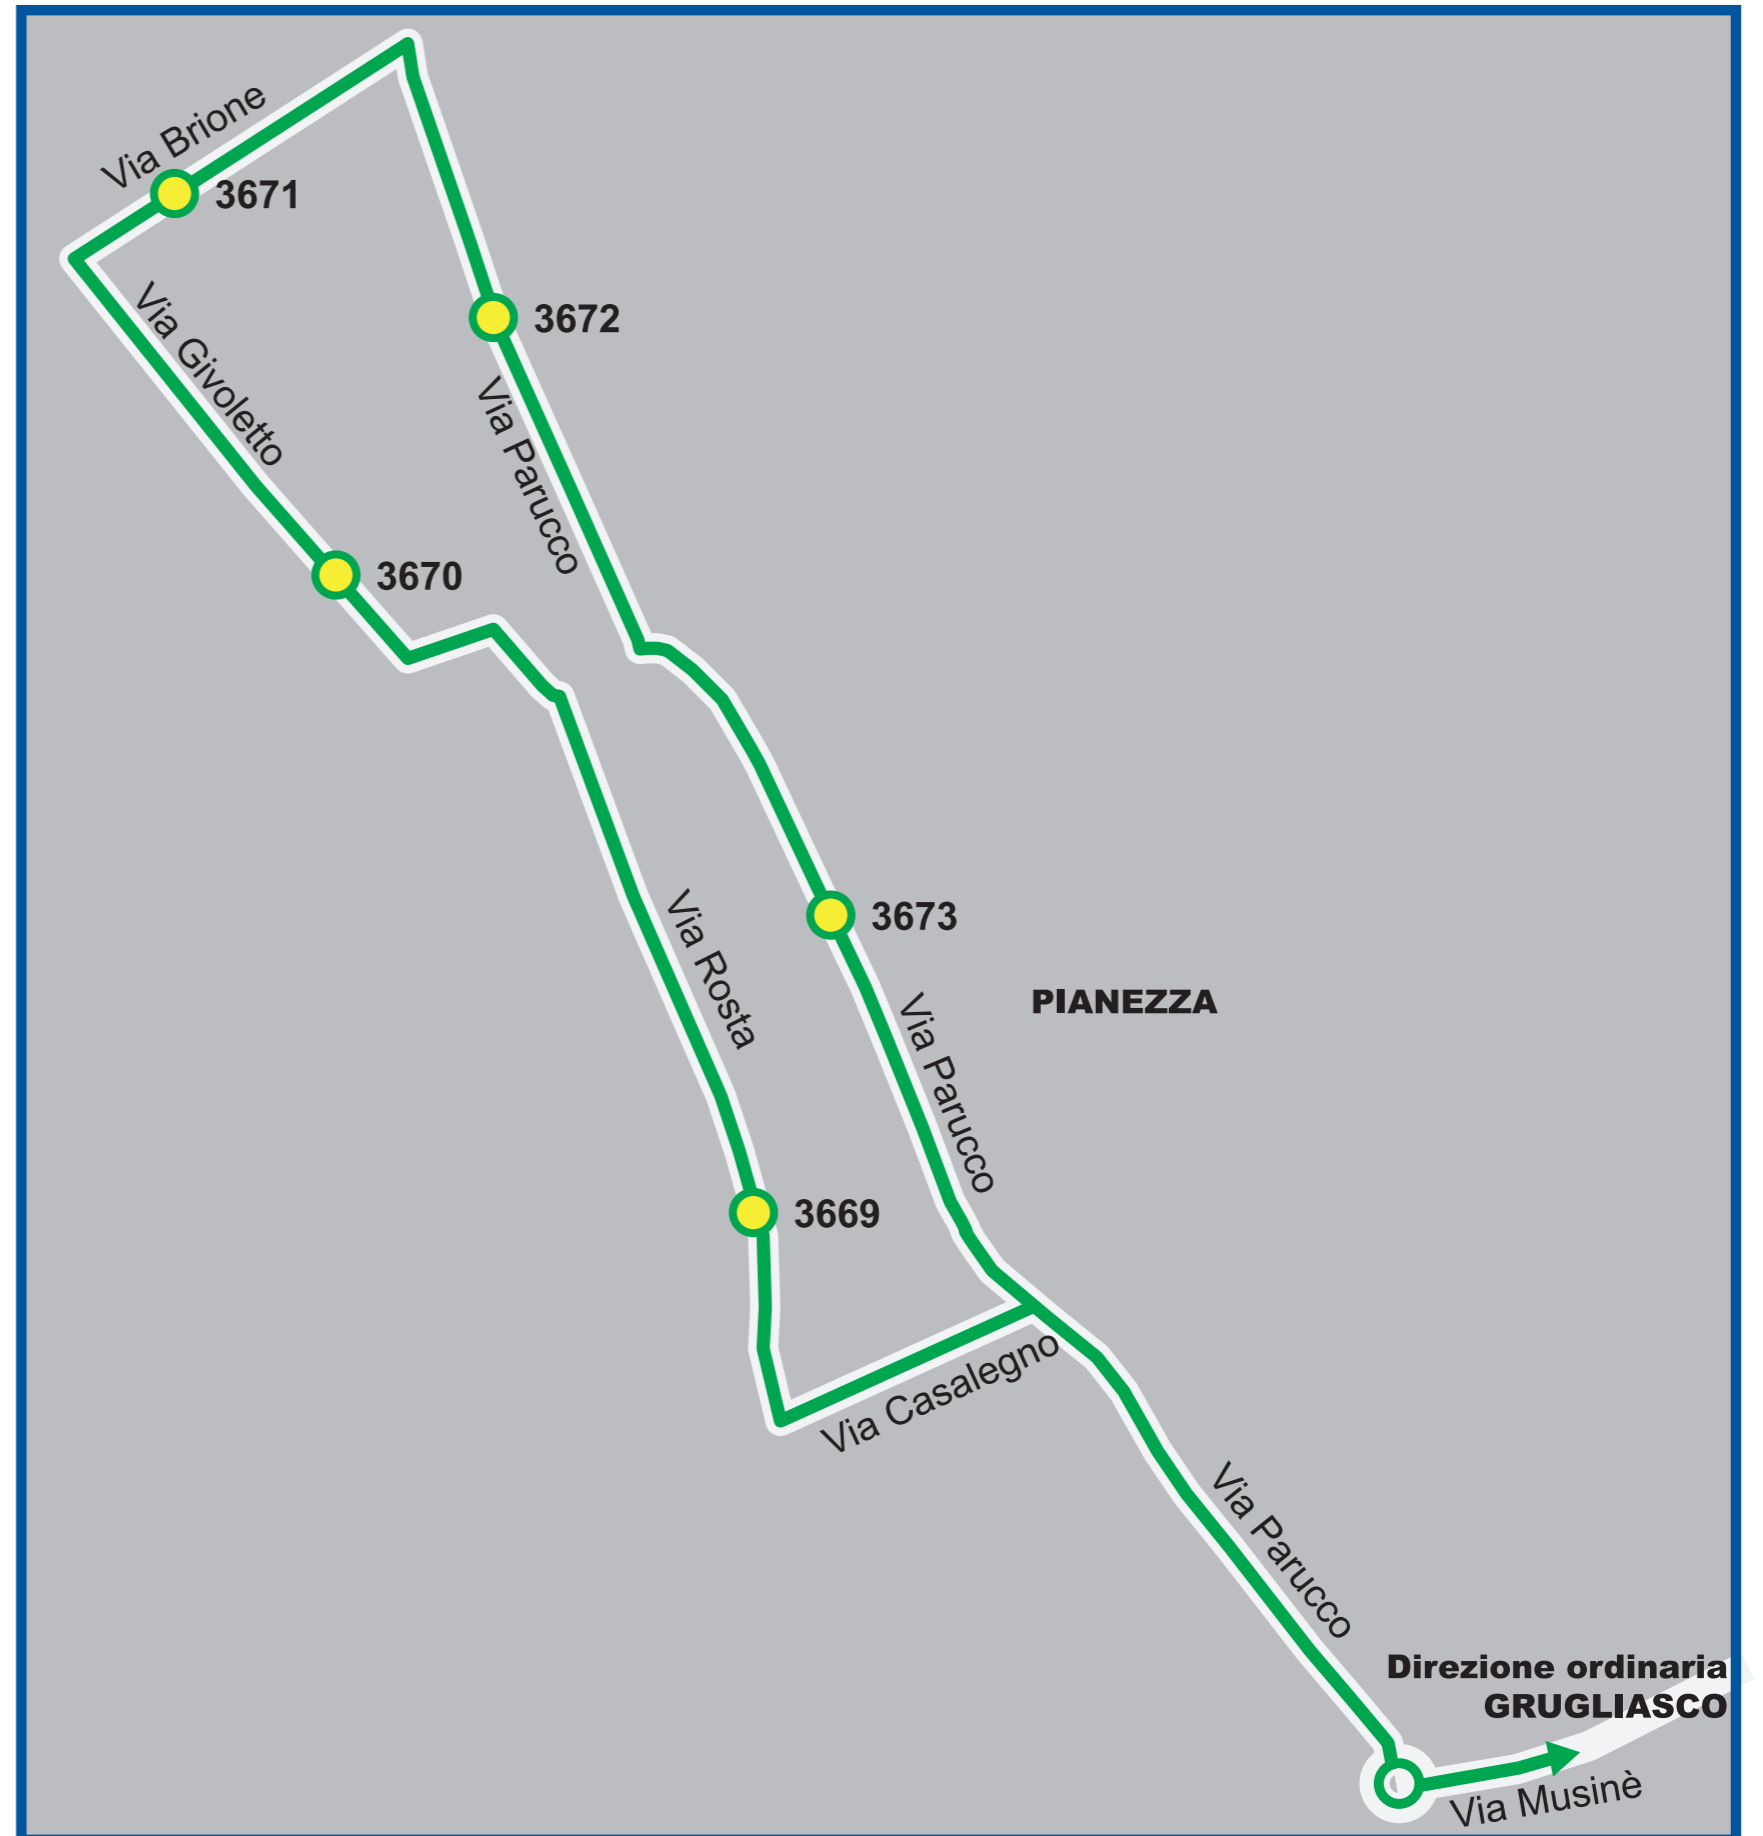 Via Brione
3671
Via Givoletto
3672
Via Parucco
3670
Via Rosta
3673
PIANEZZA
Via Parucco
3669
Via Casalegno
Via Parucco
Direzione ordinaria
GRUGLIASCO
Via Musinè